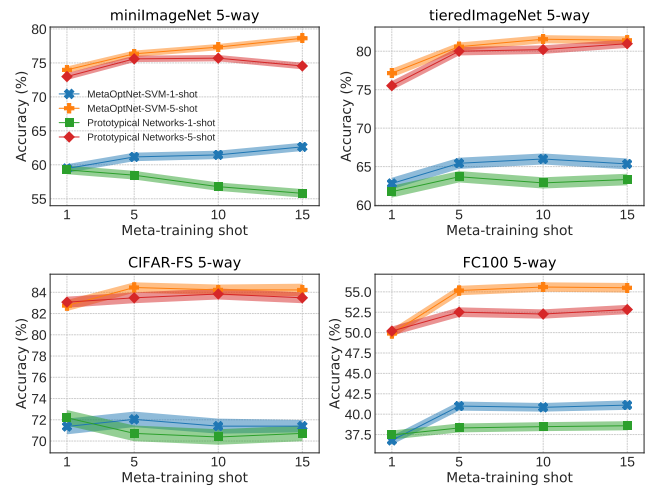 miniImageNet 5-way
80
75
70
65
60
55
Accuracy (%)
MetaOptNet-SVM-1-shot
MetaOptNet-SVM-5-shot
Prototypical Networks-1-shot
Prototypical Networks-5-shot
1 5 10 15
Meta-training shot
tieredImageNet 5-way
80
75
70
65
60
Accuracy (%)
1 5 10 15
Meta-training shot
CIFAR-FS 5-way
84
82
80
78
76
74
72
70
Accuracy (%)
1 5 10 15
Meta-training shot
FC100 5-way
55.0
52.5
50.0
47.5
45.0
42.5
40.0
37.5
Accuracy (%)
1 5 10 15
Meta-training shot